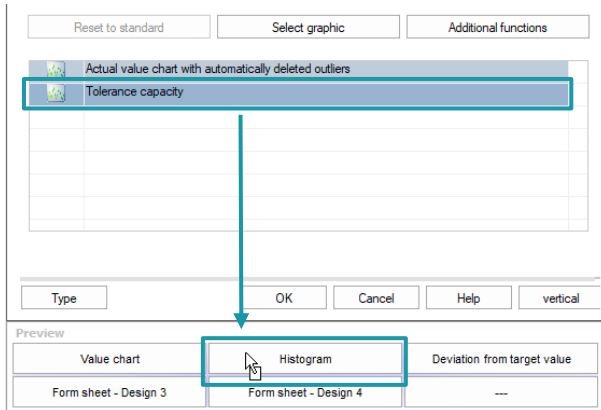 Reset to standard Select graphic Additional functions
Actual value chart with automatically deleted outliers
Tolerance capacity
Type OK Cancel Help vertical
Preview
Value chart Histogram Deviation from target value
Form sheet - Design 3 Form sheet - Design 4 ---